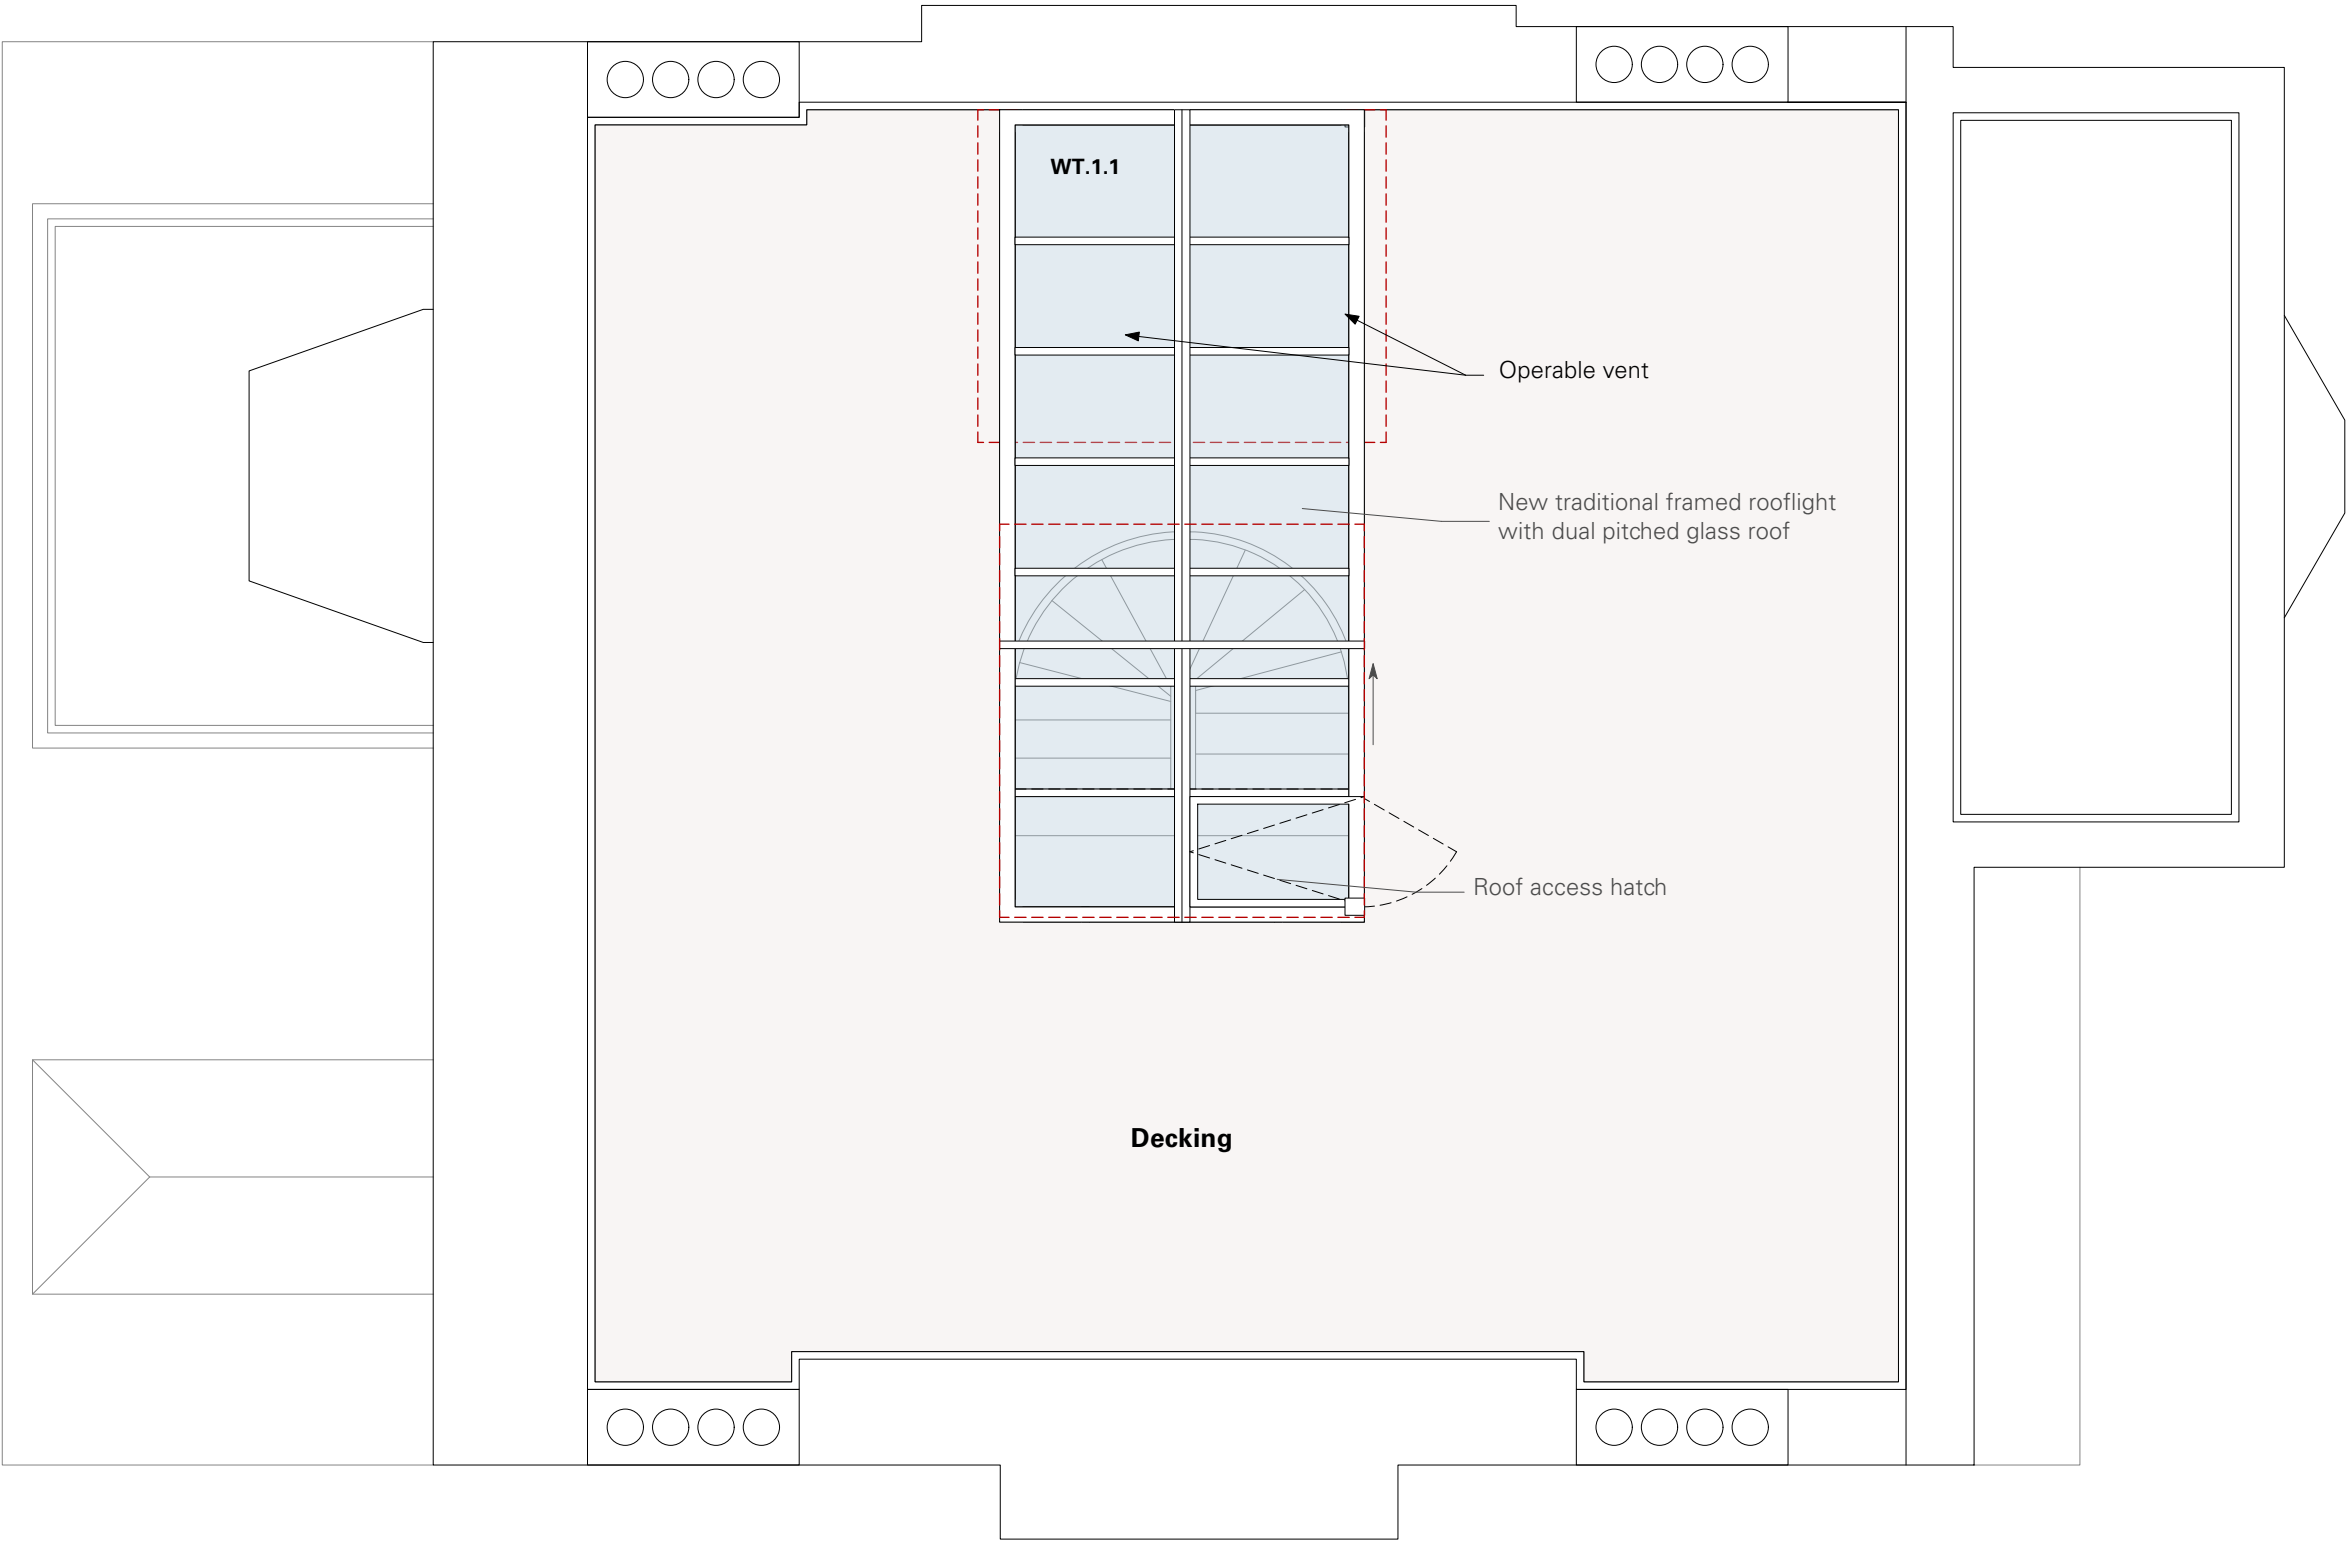 WT.1.1
Operable vent
New traditional framed rooflight
with dual pitched glass roof
Roof access hatch
Decking